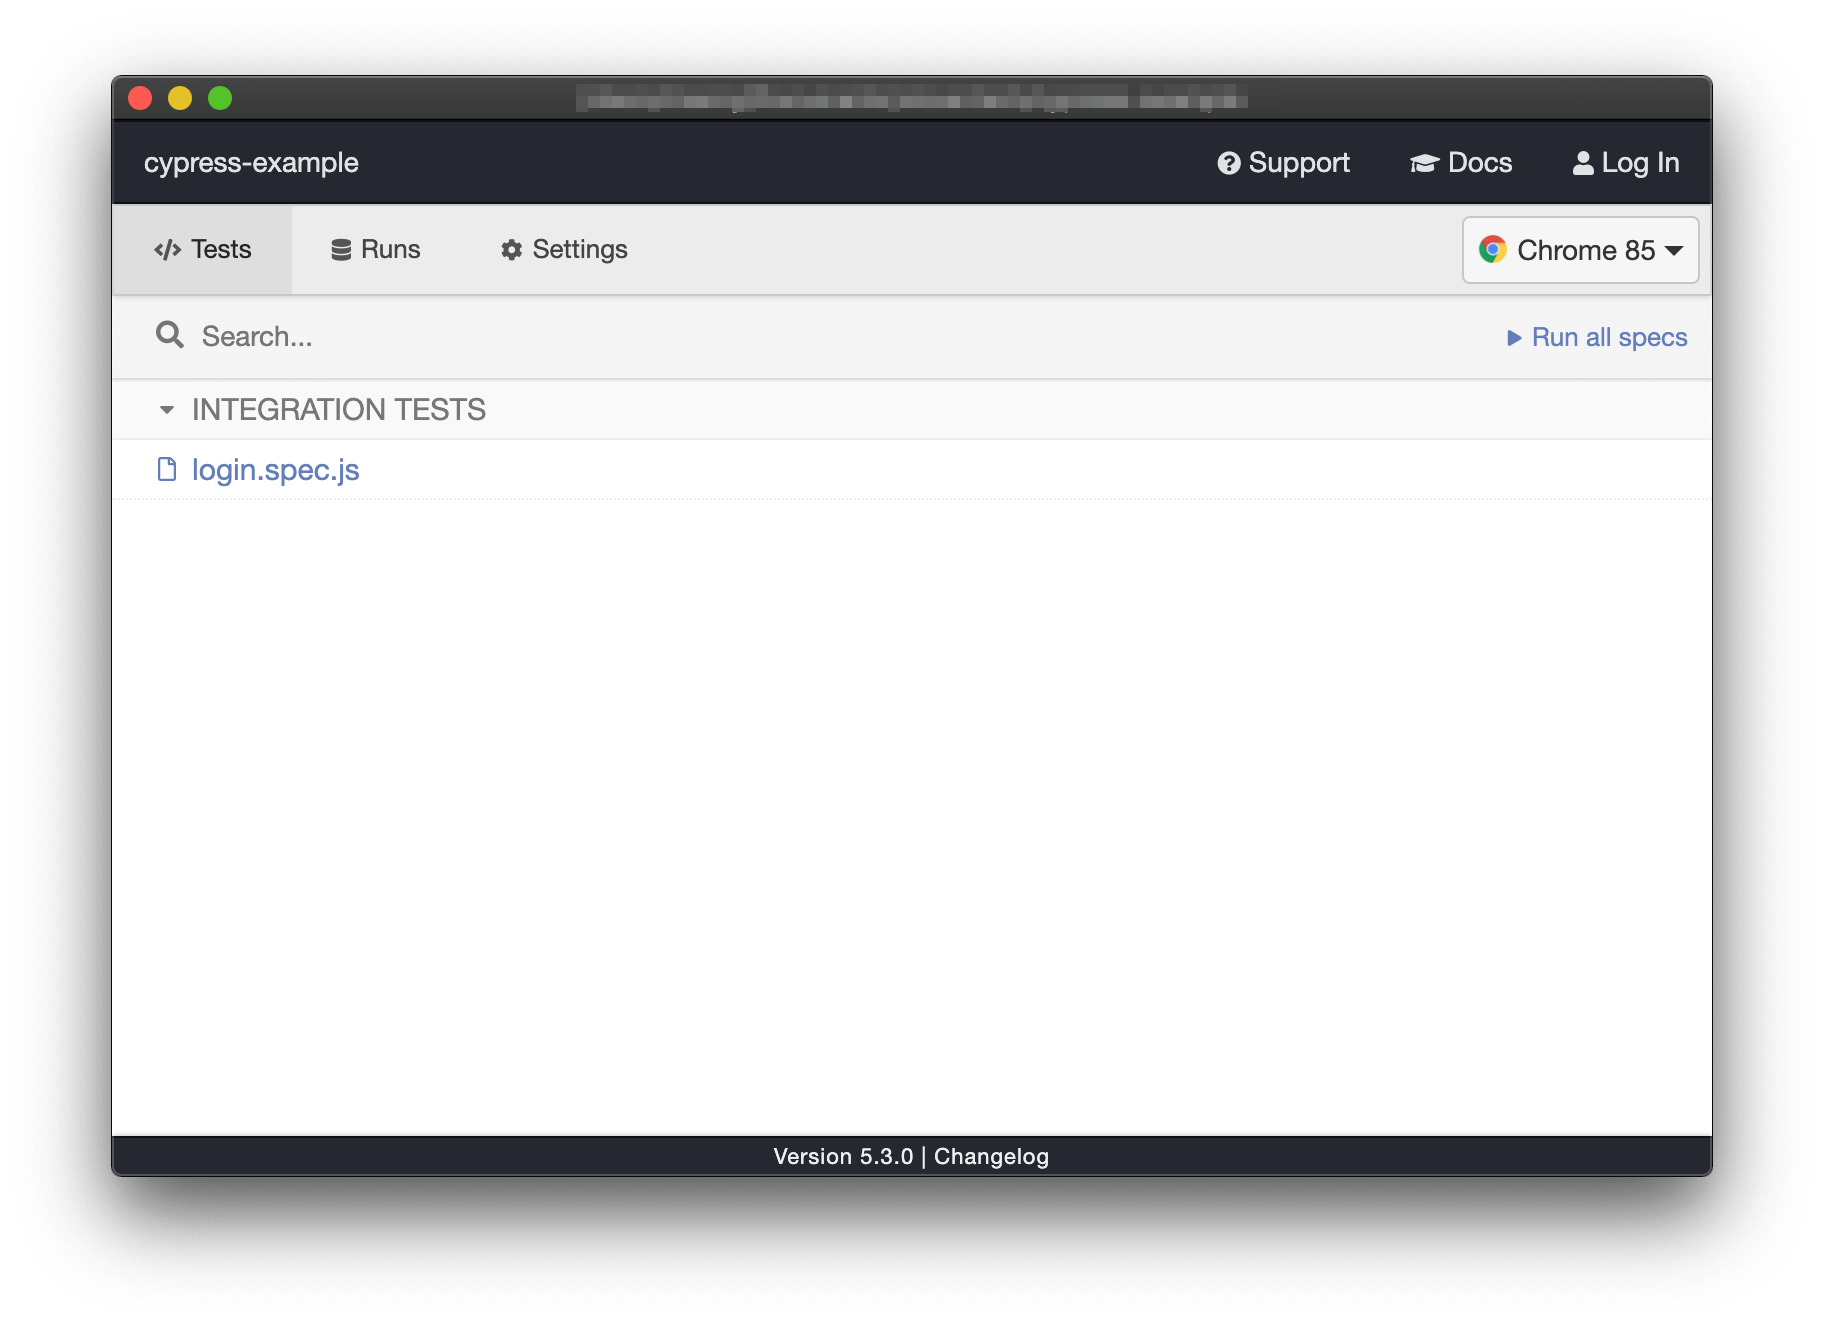 cypress-example
Support
Docs
Log In
Tests
Runs
Settings
Chrome 85
Search...
Run all specs
INTEGRATION TESTS
login.spec.js
Version 5.3.0 | Changelog